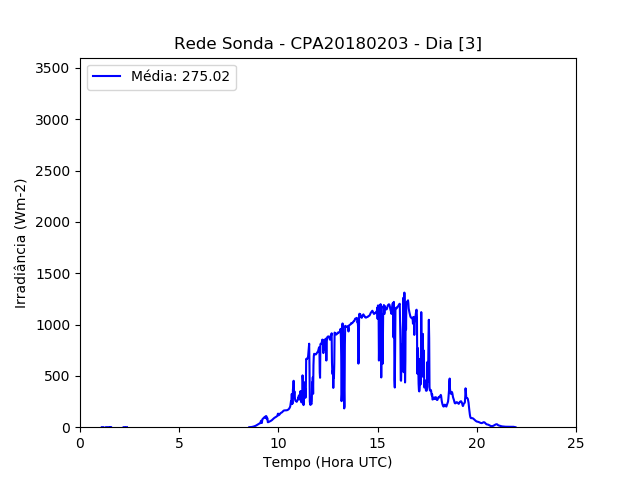 Rede Sonda - CPA20180203 - Dia [3]
Média: 275.02
3500
3000
2500
2000
1500
1000
500
0
Irradiância (Wm-2)
0 5 10 15 20 25
Tempo (Hora UTC)